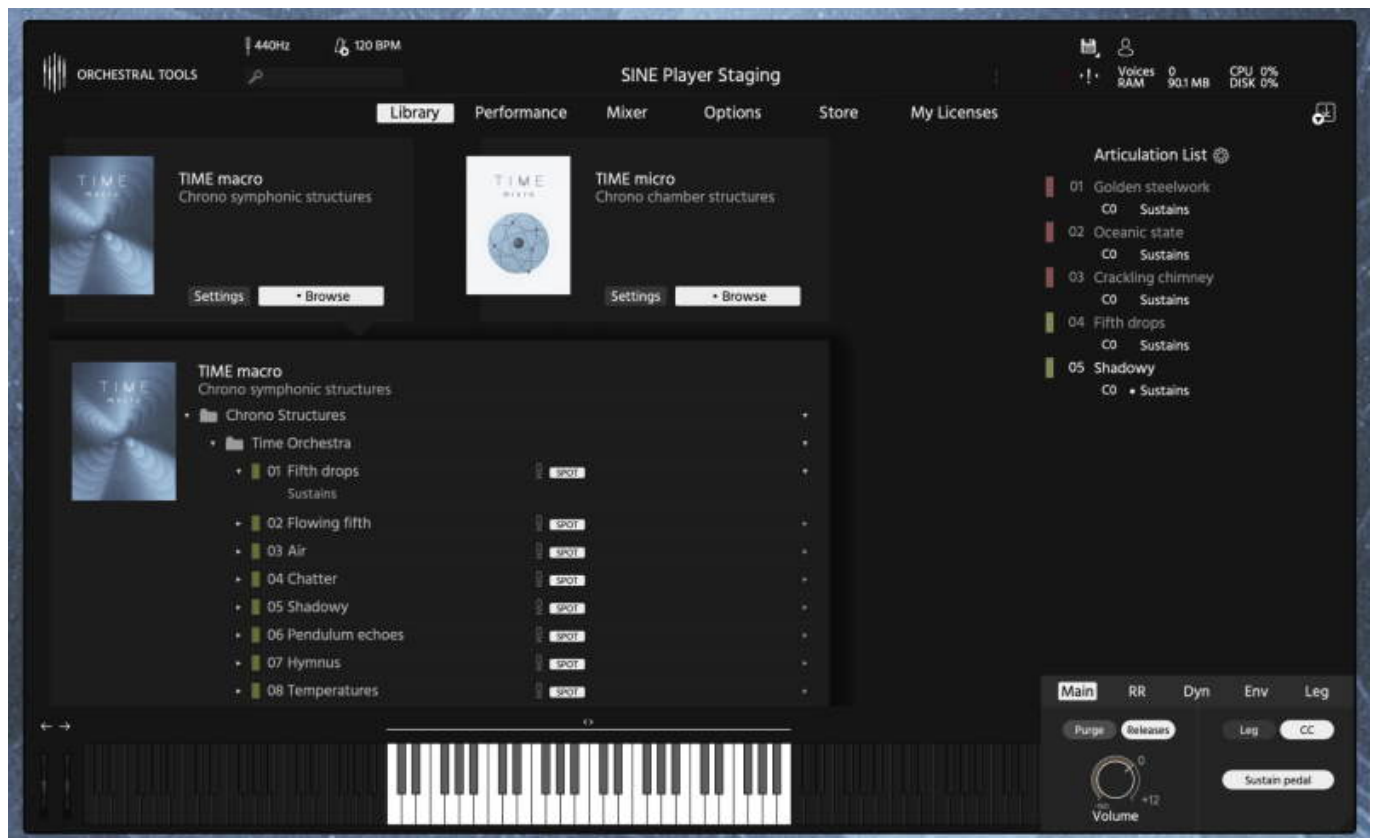 440Hz
120 BPM
ORCHESTRAL TOOLS
SINE Player Staging
Voices 0
RAM 90.1 MB
CPU 0%
DISK 0%
Library Performance Mixer Options Store My Licenses
TIME
macro
TIME macro
Chrono symphonic structures
Settings • Browse
TIME
micro
TIME micro
Chrono chamber structures
Settings • Browse
TIME
macro
TIME macro
Chrono symphonic structures
Chrono Structures
Time Orchestra
01 Fifth drops SPOT
Sustains
02 Flowing fifth SPOT
03 Air SPOT
04 Chatter SPOT
05 Shadowy SPOT
06 Pendulum echoes SPOT
07 Hymnus SPOT
08 Temperatures SPOT
Articulation List
01 Golden steelwork
C0 Sustains
02 Oceanic state
C0 Sustains
03 Crackling chimney
C0 Sustains
04 Fifth drops
C0 Sustains
05 Shadowy
C0 • Sustains
Main RR Dyn Env Leg
Purge Releases Leg CC
Sustain pedal
0
+12
Volume